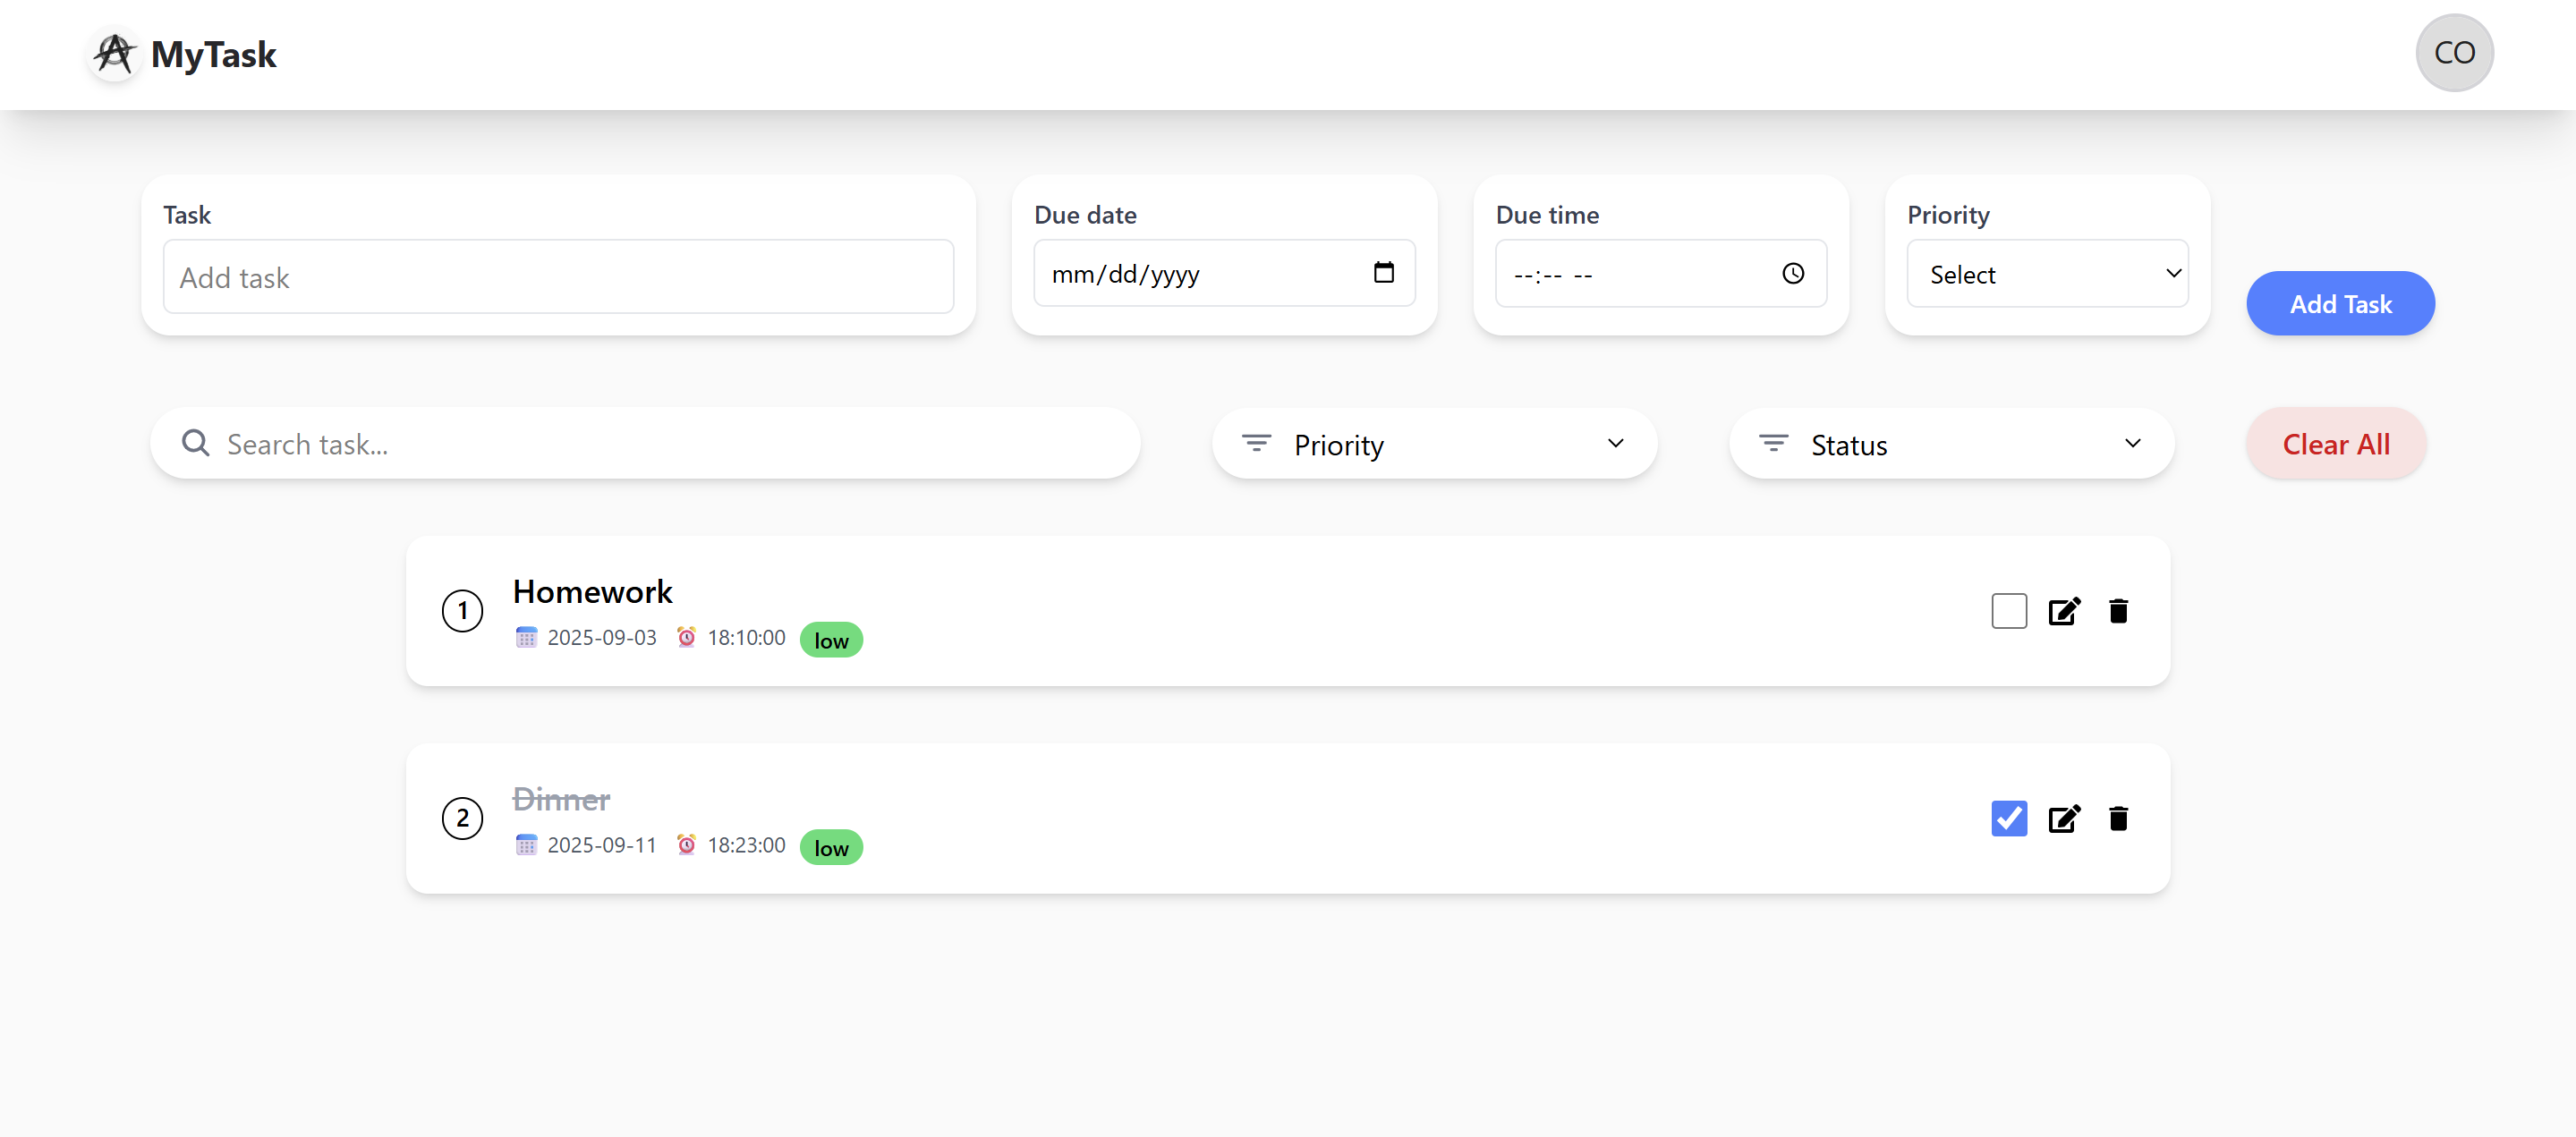 MyTask
CO
Task
Due date
Due time
Priority
Add task
mm/dd/yyyy
--:-- --
Select
Add Task
Search task...
Priority
Status
Clear All
1
Homework
2025-09-03
18:10:00
low
2
Dinner
2025-09-11
18:23:00
low